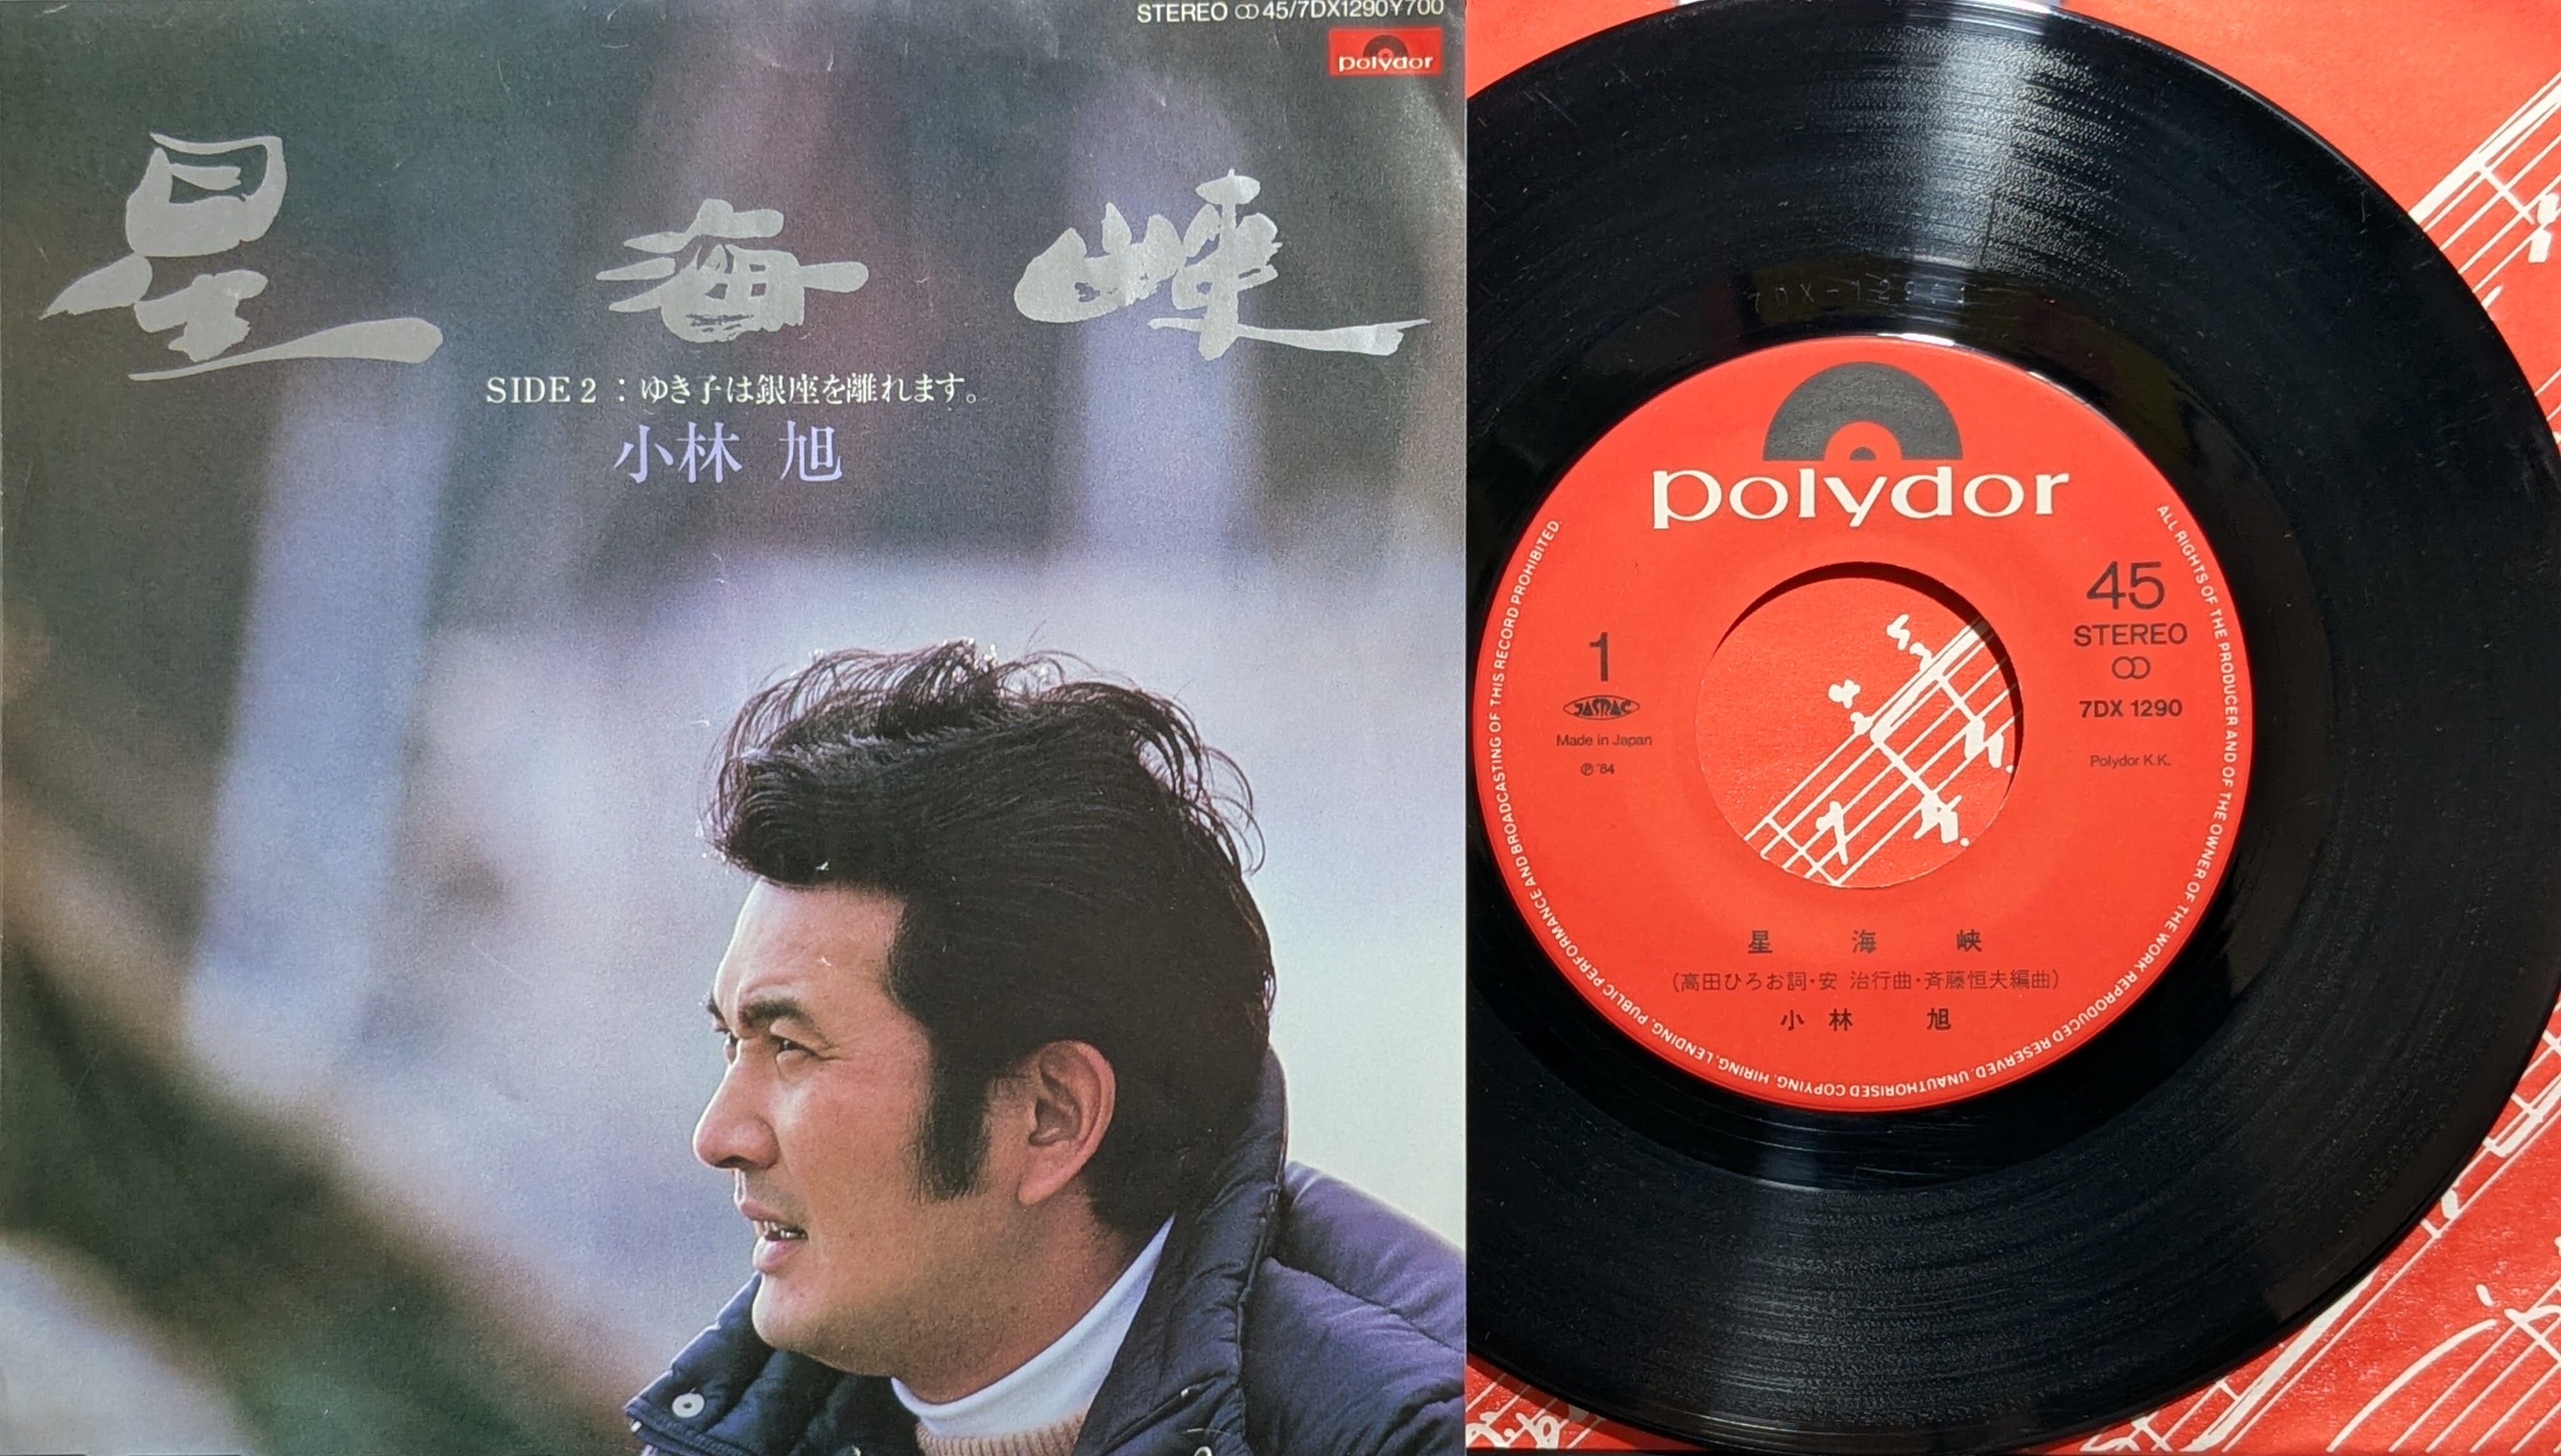 STEREO ㏇ 45/7DX1290Y700
polydor
星海峡
SIDE 2：ゆき子は銀座を離れます。
小林 旭
polydor
45
STEREO
7DX 1290
Polydor K.K.
1
JASRAC
Made in Japan
Ⓟ '84
星 海 峡
(高田ひろお詞・安 治行曲・斉藤恒夫編曲)
小 林 旭
ALL RIGHTS OF THE PRODUCER AND OF THE OWNER OF THE WORK REPRODUCED RESERVED. UNAUTHORISED COPYING, HIRING, LENDING, PUBLIC PERFORMANCE AND BROADCASTING OF THIS RECORD PROHIBITED.